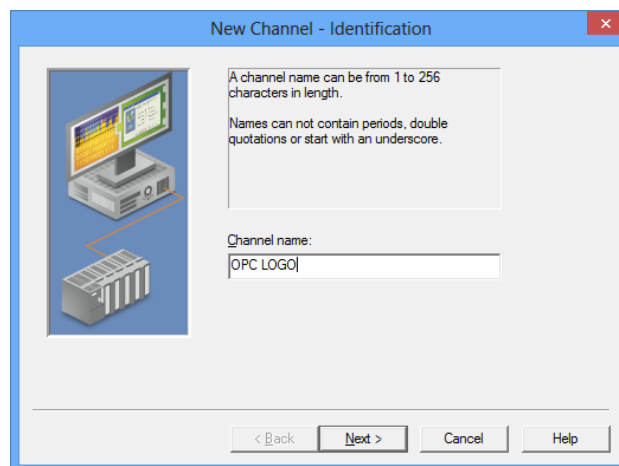 New Channel - Identification
A channel name can be from 1 to 256
characters in length.
Names can not contain periods, double
quotations or start with an underscore.
Channel name:
OPC LOGO
< Back Next > Cancel Help